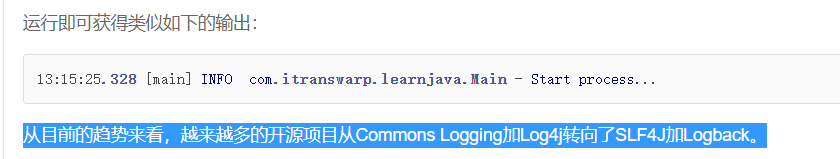 运行即可获得类似如下的输出：
13:15:25.328 [main] INFO  com.itranswarp.learnjava.Main - Start process...
从目前的趋势来看，越来越多的开源项目从Commons Logging加Log4j转向了SLF4J加Logback。